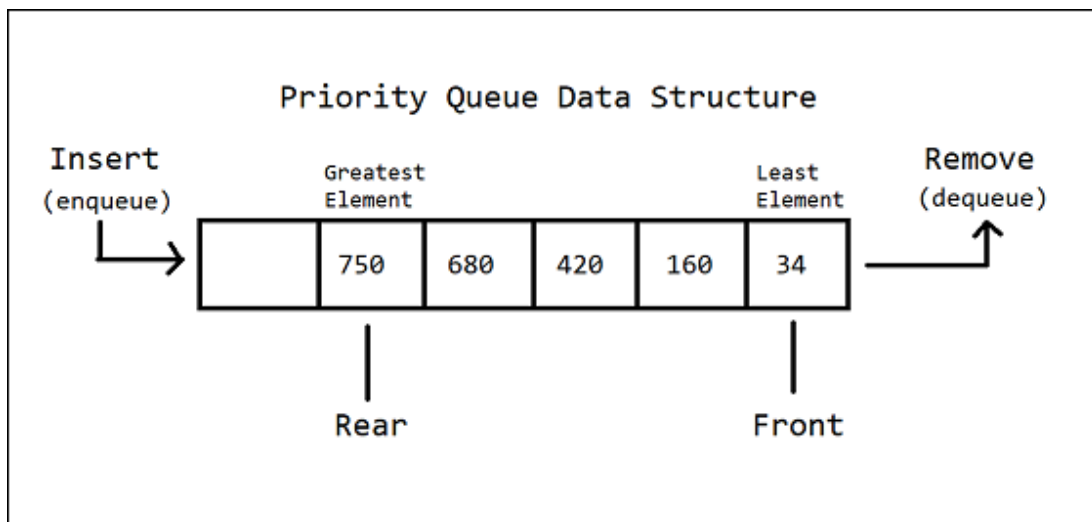 Priority Queue Data Structure
Insert
(enqueue)
Greatest
Element
Least
Element
Remove
(dequeue)
750 680 420 160 34
Rear
Front